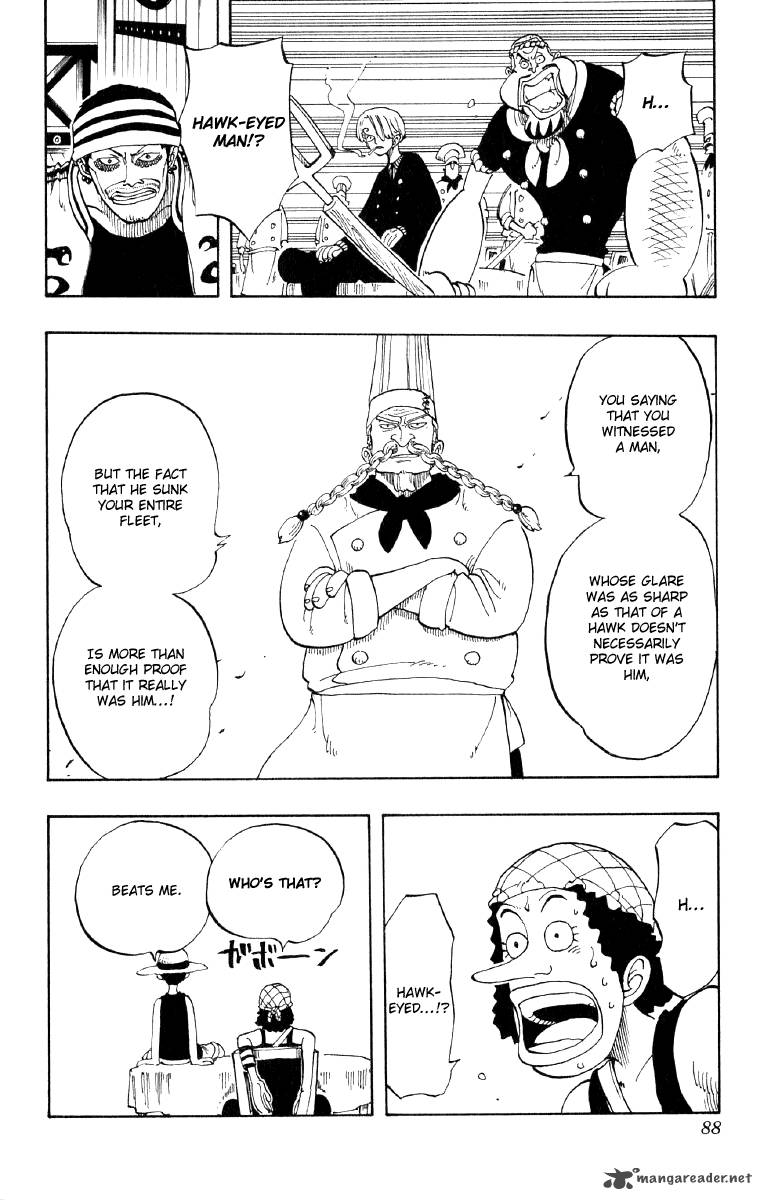 H...
HAWK-EYED
MAN!?
YOU SAYING
THAT YOU
WITNESSED
A MAN,
WHOSE GLARE
WAS AS SHARP
AS THAT OF A
HAWK DOESN'T
NECESSARILY
PROVE IT WAS
HIM,
BUT THE FACT
THAT HE SUNK
YOUR ENTIRE
FLEET,
IS MORE THAN
ENOUGH PROOF
THAT IT REALLY
WAS HIM...!
H...
HAWK-
EYED...!?
WHO'S THAT?
BEATS ME.
ガボーン
88
mangareader.net